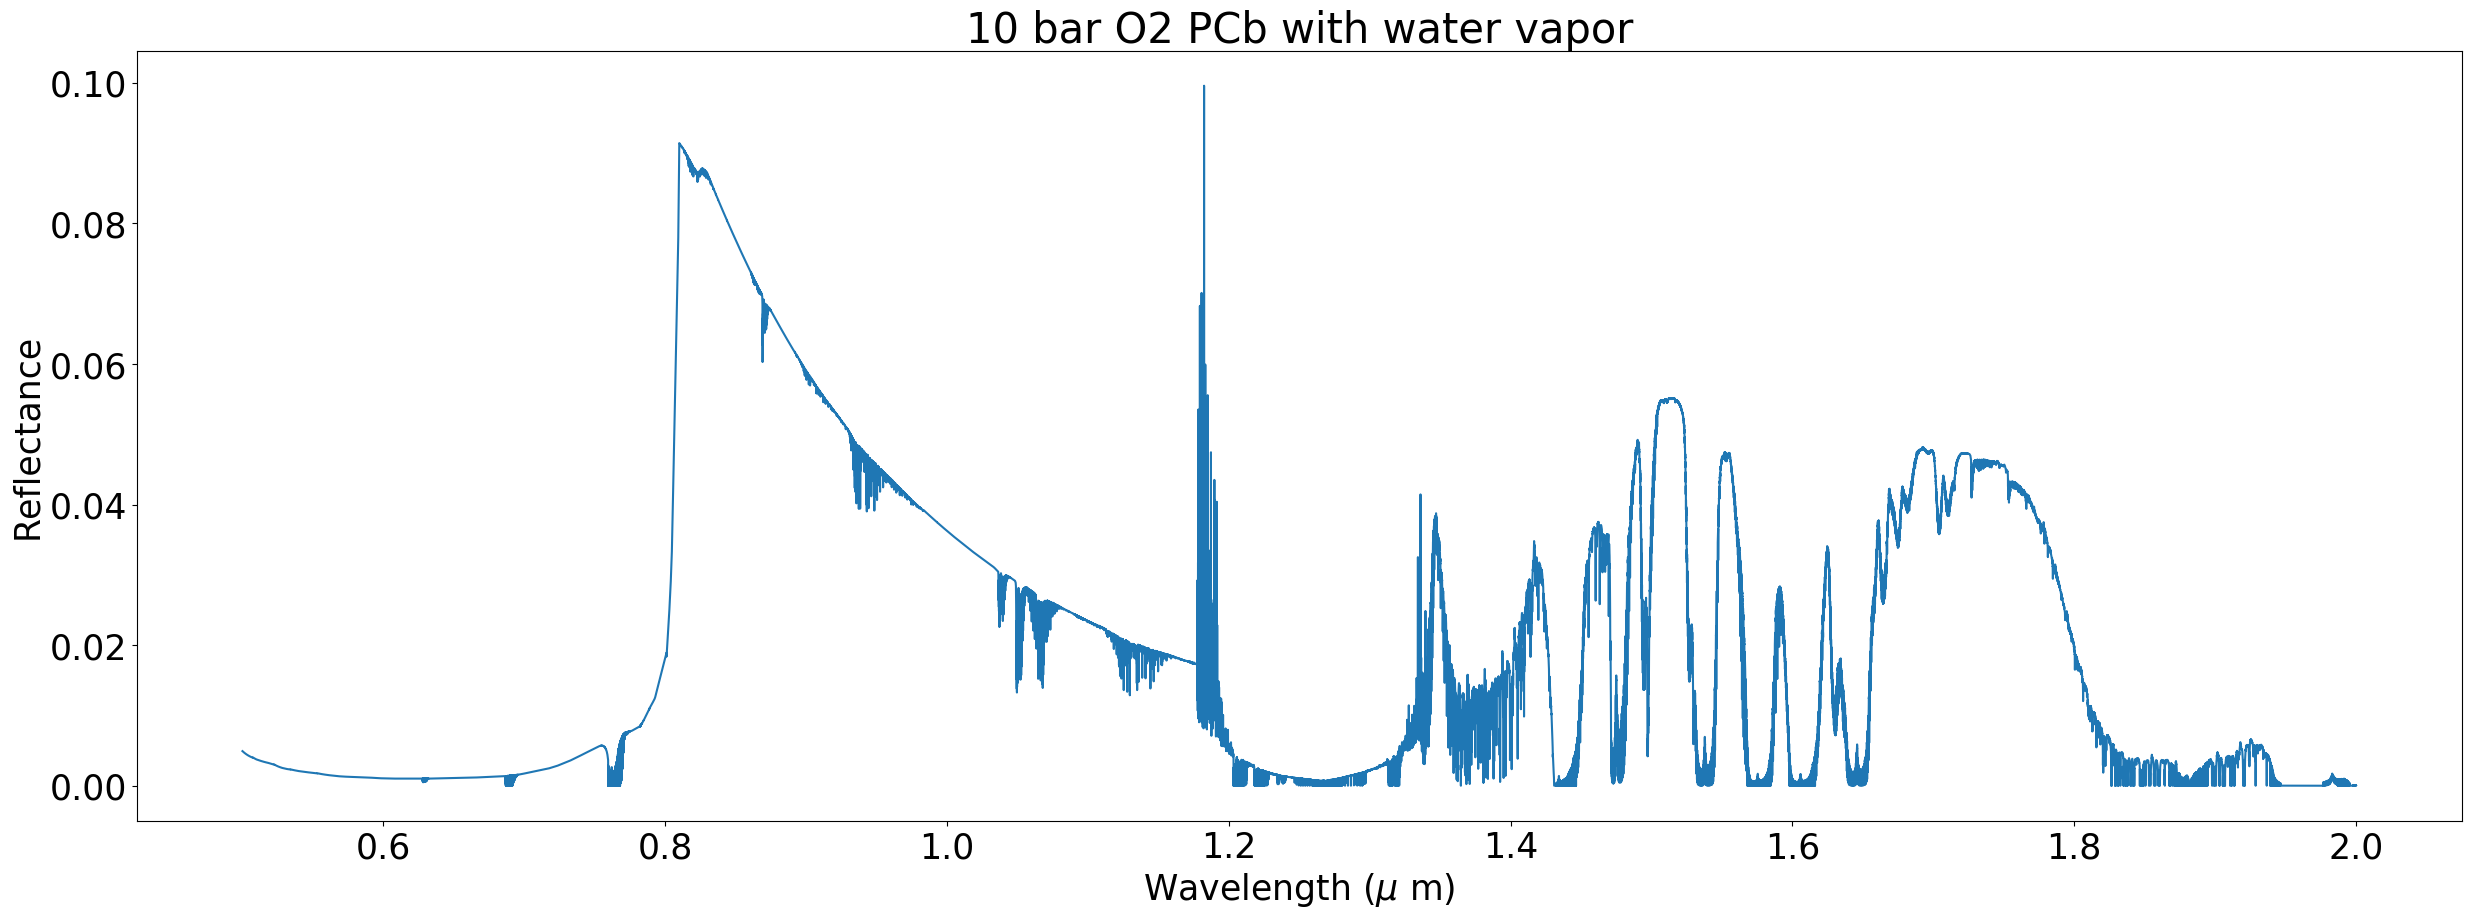 10 bar O2 PCb with water vapor
Reflectance
0.10
0.08
0.06
0.04
0.02
0.00
0.6 0.8 1.0 1.2 1.4 1.6 1.8 2.0
Wavelength (μ m)